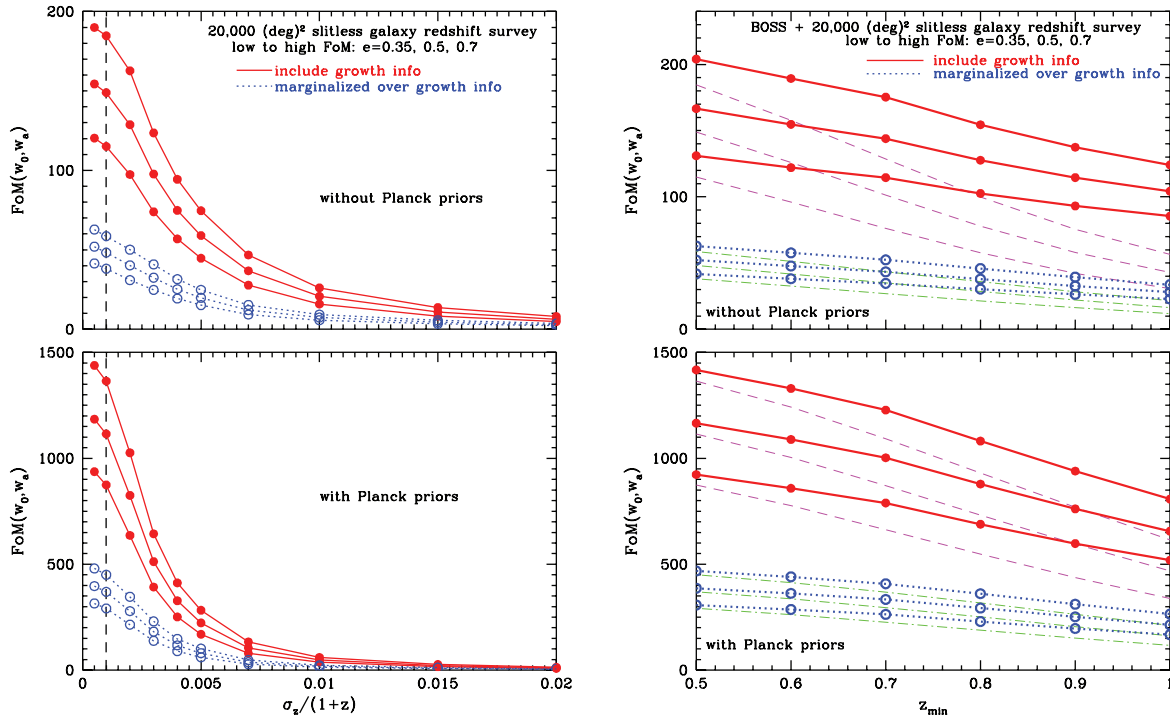 20,000 (deg)² slitless galaxy redshift survey
low to high FoM: e=0.35, 0.5, 0.7
include growth info
marginalized over growth info
without Planck priors
FoM(w₀,wₐ)
200
100
0
with Planck priors
FoM(w₀,wₐ)
1500
1000
500
0
0 0.005 0.01 0.015 0.02
σ_z/(1+z)
BOSS + 20,000 (deg)² slitless galaxy redshift survey
low to high FoM: e=0.35, 0.5, 0.7
include growth info
marginalized over growth info
without Planck priors
FoM(w₀,wₐ)
200
100
0
with Planck priors
FoM(w₀,wₐ)
1500
1000
500
0
0.5 0.6 0.7 0.8 0.9 1
z_min